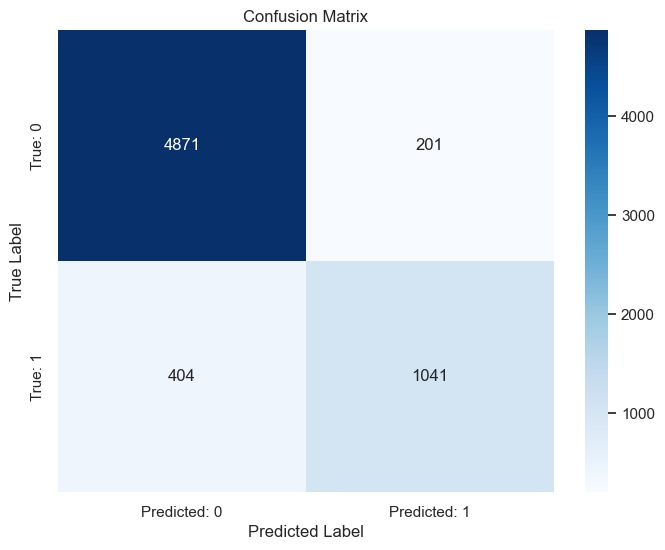 Confusion Matrix
True: 0
4871
201
True: 1
404
1041
True Label
Predicted: 0
Predicted: 1
Predicted Label
4000
3000
2000
1000